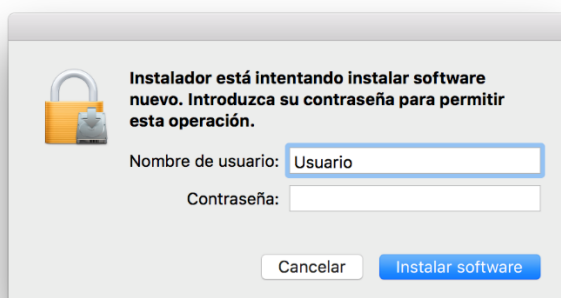 Instalador está intentando instalar software
nuevo. Introduzca su contraseña para permitir
esta operación.
Nombre de usuario: Usuario
Contraseña:
Cancelar Instalar software